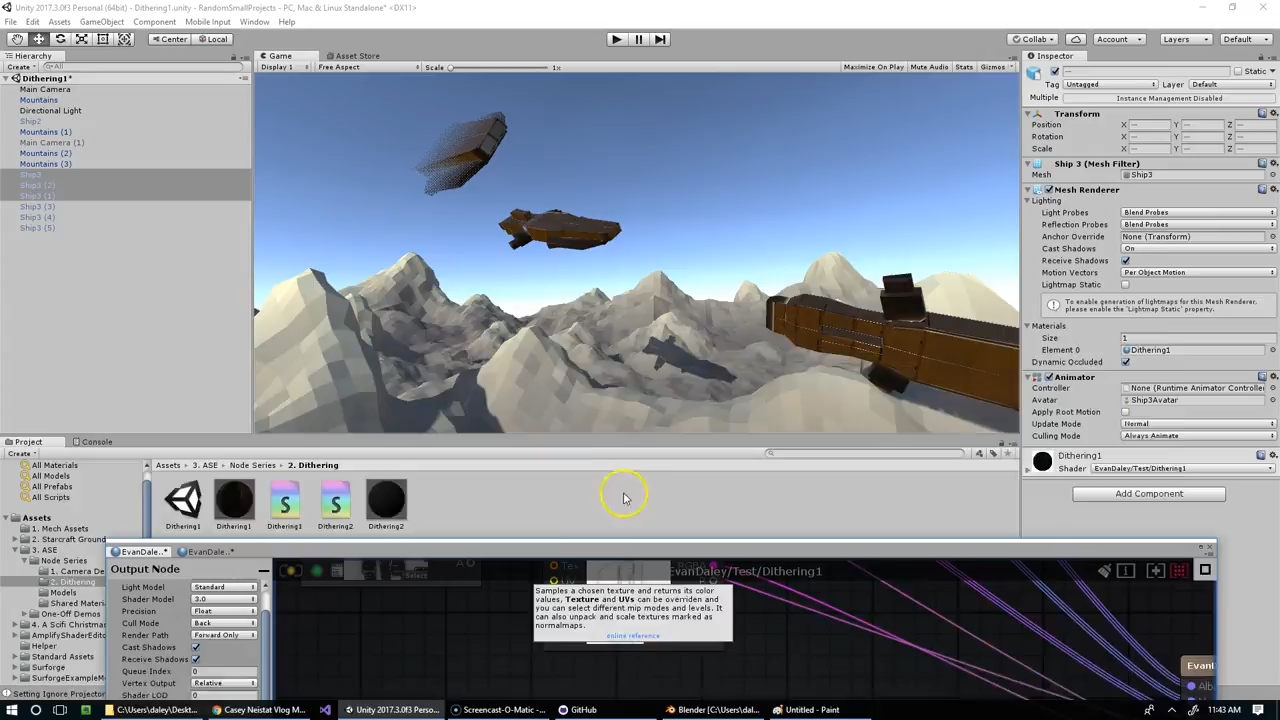 Unity 2017.3.0f3 Personal (64bit) - Dithering1.unity - RandomSmallProjects - PC, Mac & Linux Standalone* <DX11>
File Edit Assets GameObject Component Mobile Input Window Help
Center Local Collab Account Layers Default
Hierarchy
Create All
Dithering1*
Main Camera
Mountains
Directional Light
Ship2
Mountains (1)
Main Camera (1)
Mountains (2)
Mountains (3)
Ship3
Ship3 (2)
Ship3 (1)
Ship3 (3)
Ship3 (4)
Ship3 (5)
Game Asset Store
Display 1 Free Aspect Scale 1x Maximize On Play Mute Audio Stats Gizmos
Inspector
Static
Tag Untagged Layer Default
Multiple Instance Management Disabled
Transform
Position X Y Z
Rotation X Y Z
Scale X Y Z
Ship 3 (Mesh Filter)
Mesh Ship3
Mesh Renderer
Lighting
Light Probes Blend Probes
Reflection Probes Blend Probes
Anchor Override None (Transform)
Cast Shadows On
Receive Shadows
Motion Vectors Per Object Motion
Lightmap Static
To enable generation of lightmaps for this Mesh Renderer, please enable the 'Lightmap Static' property.
Materials
Size 1
Element 0 Dithering1
Dynamic Occluded
Animator
Controller None (Runtime Animator Controller
Avatar Ship3Avatar
Apply Root Motion
Update Mode Normal
Culling Mode Always Animate
Dithering1
Shader EvanDaley/Test/Dithering1
Add Component
Project Console
Create
All Materials
All Models
All Prefabs
All Scripts
Assets
1. Mech Assets
2. Starcraft Ground
3. ASE
Node Series
1. Camera De
2. Dithering
Models
Shared Materia
One-Off Demos
4. A Scifi Christmas
AmplifyShaderEdito
Helper
Standard Assets
Surforge
SurforgeExampleM
Setting Ignore Projector
Assets 3. ASE Node Series 2. Dithering
Dithering1 Dithering1 Dithering1 Dithering2 Dithering2
EvanDale..* EvanDale..*
Output Node
Light Model Standard
Shader Model 3.0
Precision Float
Cull Mode Back
Render Path Forward Only
Cast Shadows
Receive Shadows
Queue Index 0
Vertex Output Relative
Shader LOD 0
Select
EvanDaley/Test/Dithering1
Samples a chosen texture and returns its color
values, Texture and UVs can be overriden and
you can select different mip modes and levels. It
can also unpack and scale textures marked as
normalmaps.
online reference
Alb
C:\Users\daley\Deskt... Casey Neistat Vlog M... Unity 2017.3.0f3 Perso... Screencast-O-Matic - ... GitHub Blender [C:\Users\dal... Untitled - Paint 11:43 AM